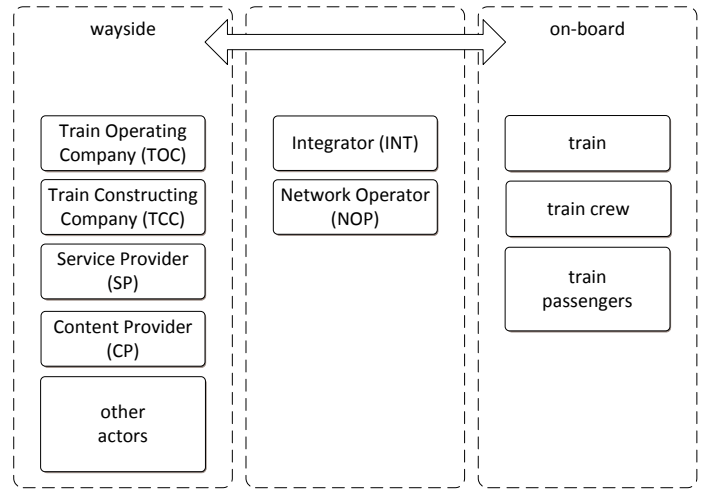 wayside
on-board
Train Operating
Company (TOC)
Train Constructing
Company (TCC)
Service Provider
(SP)
Content Provider
(CP)
other
actors
Integrator (INT)
Network Operator
(NOP)
train
train crew
train
passengers